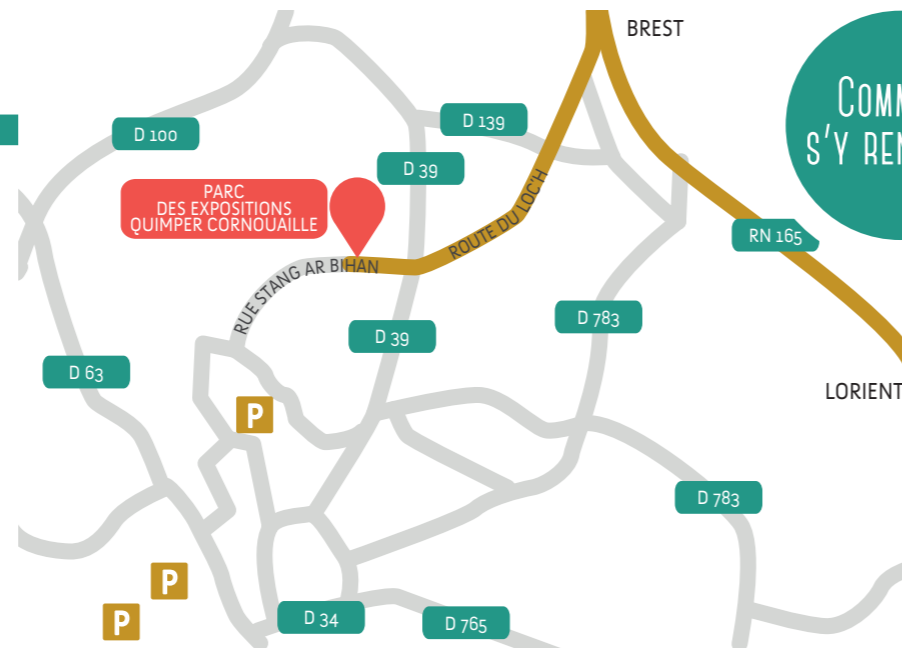 BREST
D 139
D 100
D 39
PARC
DES EXPOSITIONS
QUIMPER CORNOUAILLE
ROUTE DU LOC'H
RN 165
RUE STANG AR BIHAN
D 783
D 39
D 63
LORIENT
P
D 783
P
P
D 34
D 765
S'Y